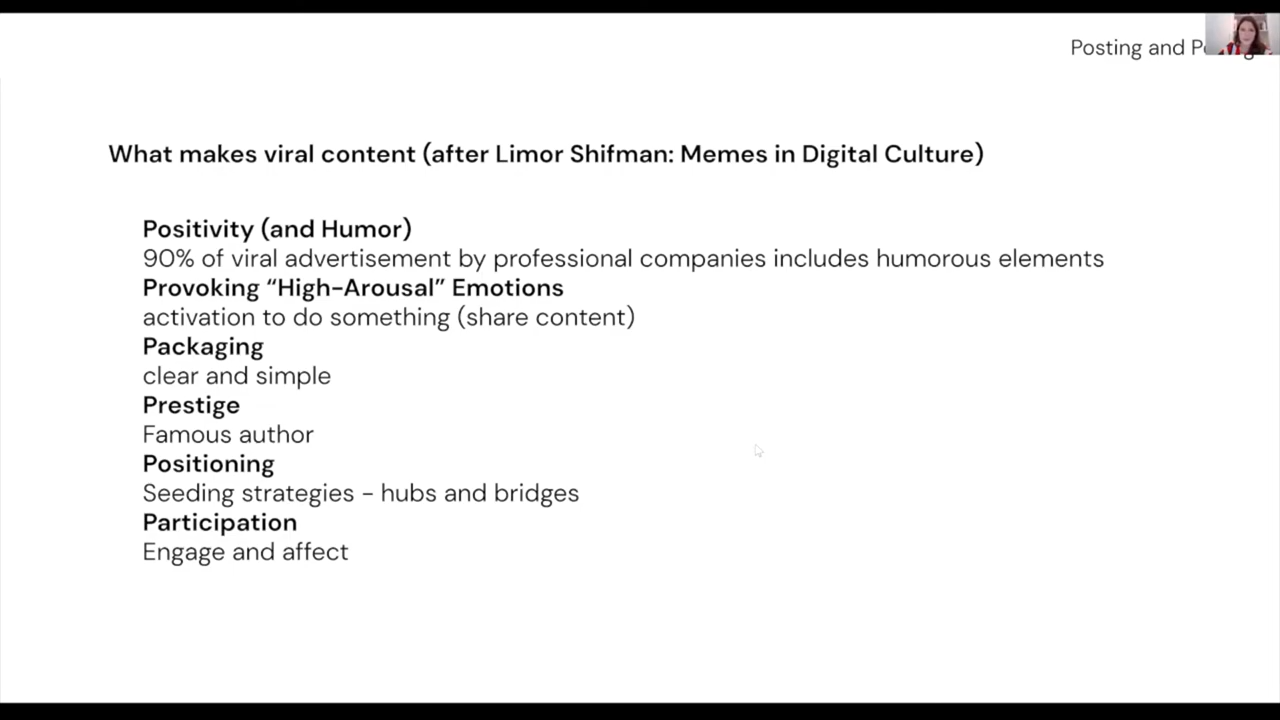 Posting and
What makes viral content (after Limor Shifman: Memes in Digital Culture)
Positivity (and Humor)
90% of viral advertisement by professional companies includes humorous elements
Provoking “High-Arousal” Emotions
activation to do something (share content)
Packaging
clear and simple
Prestige
Famous author
Positioning
Seeding strategies - hubs and bridges
Participation
Engage and affect